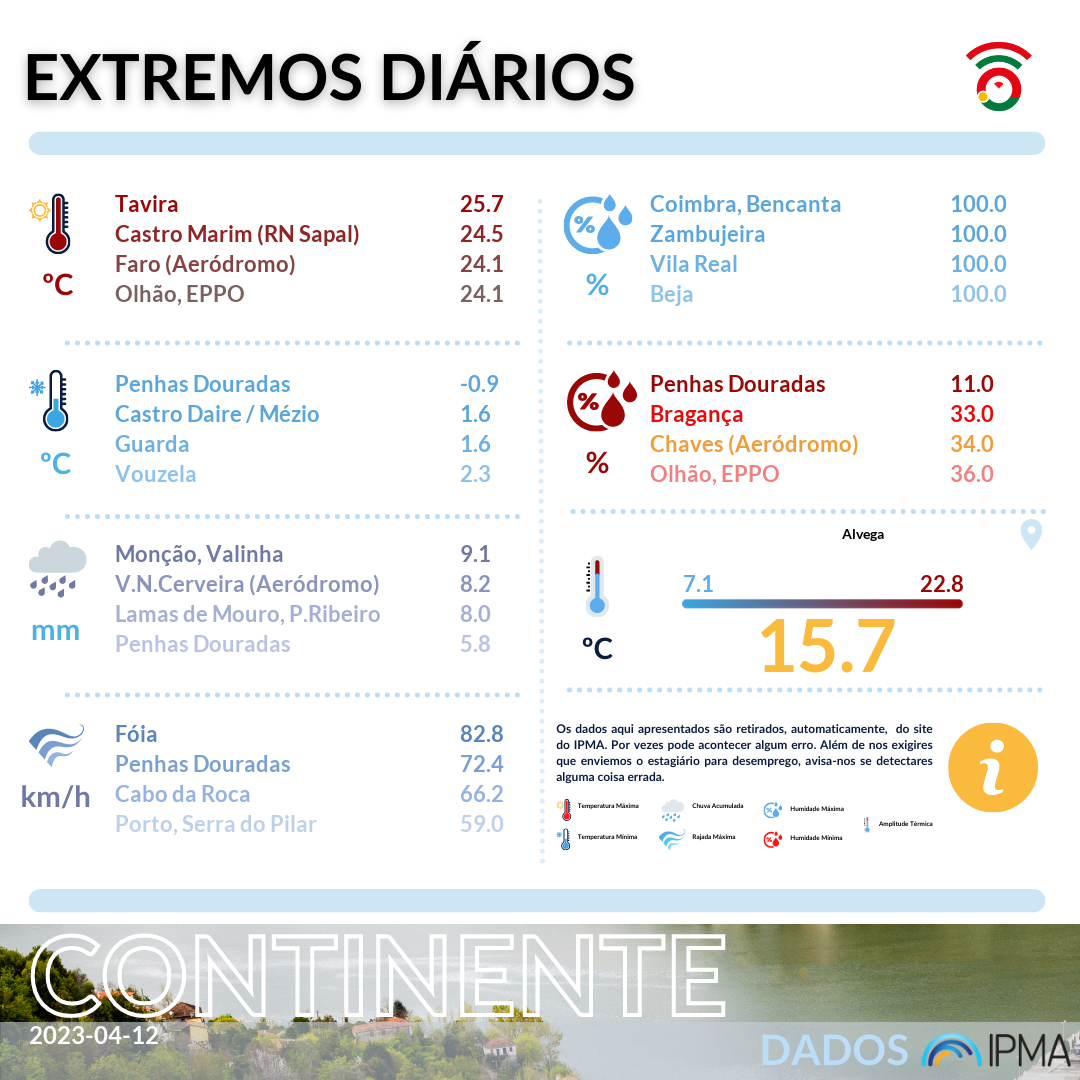 EXTREMOS DIÁRIOS
Tavira 25.7
Castro Marim (RN Sapal) 24.5
Faro (Aeródromo) 24.1
Olhão, EPPO 24.1
ºC
Penhas Douradas -0.9
Castro Daire / Mézio 1.6
Guarda 1.6
Vouzela 2.3
ºC
Monção, Valinha 9.1
V.N.Cerveira (Aeródromo) 8.2
Lamas de Mouro, P.Ribeiro 8.0
Penhas Douradas 5.8
mm
Fóia 82.8
Penhas Douradas 72.4
Cabo da Roca 66.2
Porto, Serra do Pilar 59.0
km/h
Coimbra, Bencanta 100.0
Zambujeira 100.0
Vila Real 100.0
Beja 100.0
%
%
Penhas Douradas 11.0
Bragança 33.0
Chaves (Aeródromo) 34.0
Olhão, EPPO 36.0
%
%
Alvega
7.1 22.8
15.7
ºC
Os dados aqui apresentados são retirados, automaticamente, do site
do IPMA. Por vezes pode acontecer algum erro. Além de nos exigires
que enviemos o estagiário para desemprego, avisa-nos se detectares
alguma coisa errada.
i
Temperatura Máxima
Chuva Acumulada
Humidade Máxima
Amplitude Térmica
Temperatura Mínima
Rajada Máxima
Humidade Mínima
CONTINENTE
2023-04-12
DADOS IPMA